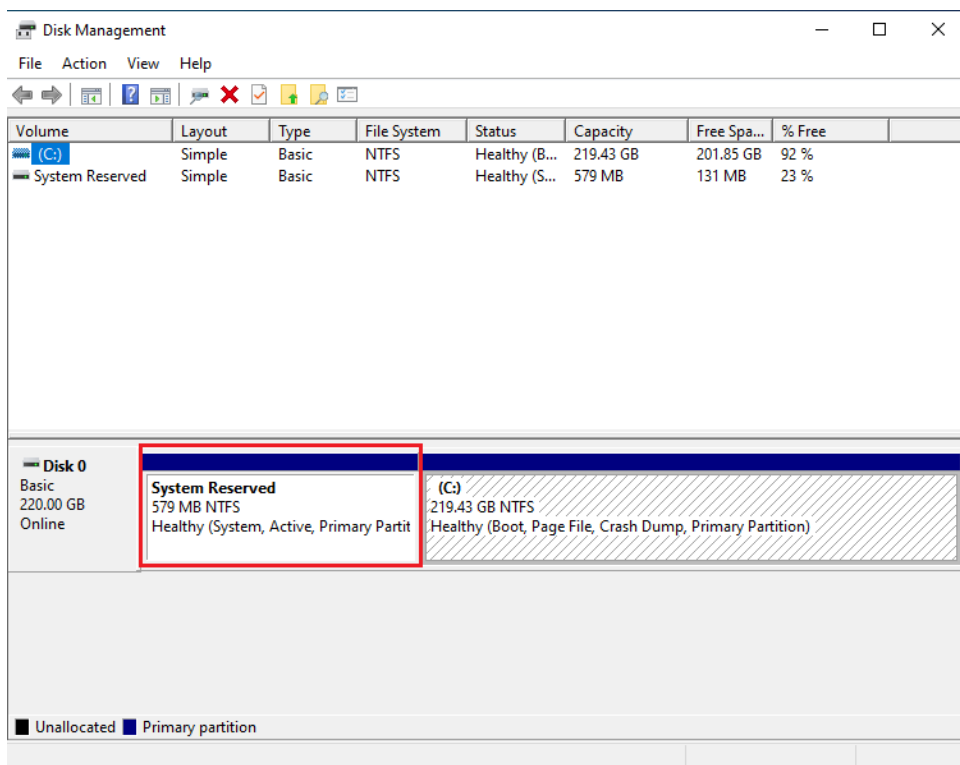 Disk Management
File Action View Help
Volume Layout Type File System Status Capacity Free Spa... % Free
(C:) Simple Basic NTFS Healthy (B... 219.43 GB 201.85 GB 92 %
System Reserved Simple Basic NTFS Healthy (S... 579 MB 131 MB 23 %
Disk 0
Basic
220.00 GB
Online
System Reserved
579 MB NTFS
Healthy (System, Active, Primary Partit
(C:)
219.43 GB NTFS
Healthy (Boot, Page File, Crash Dump, Primary Partition)
Unallocated Primary partition